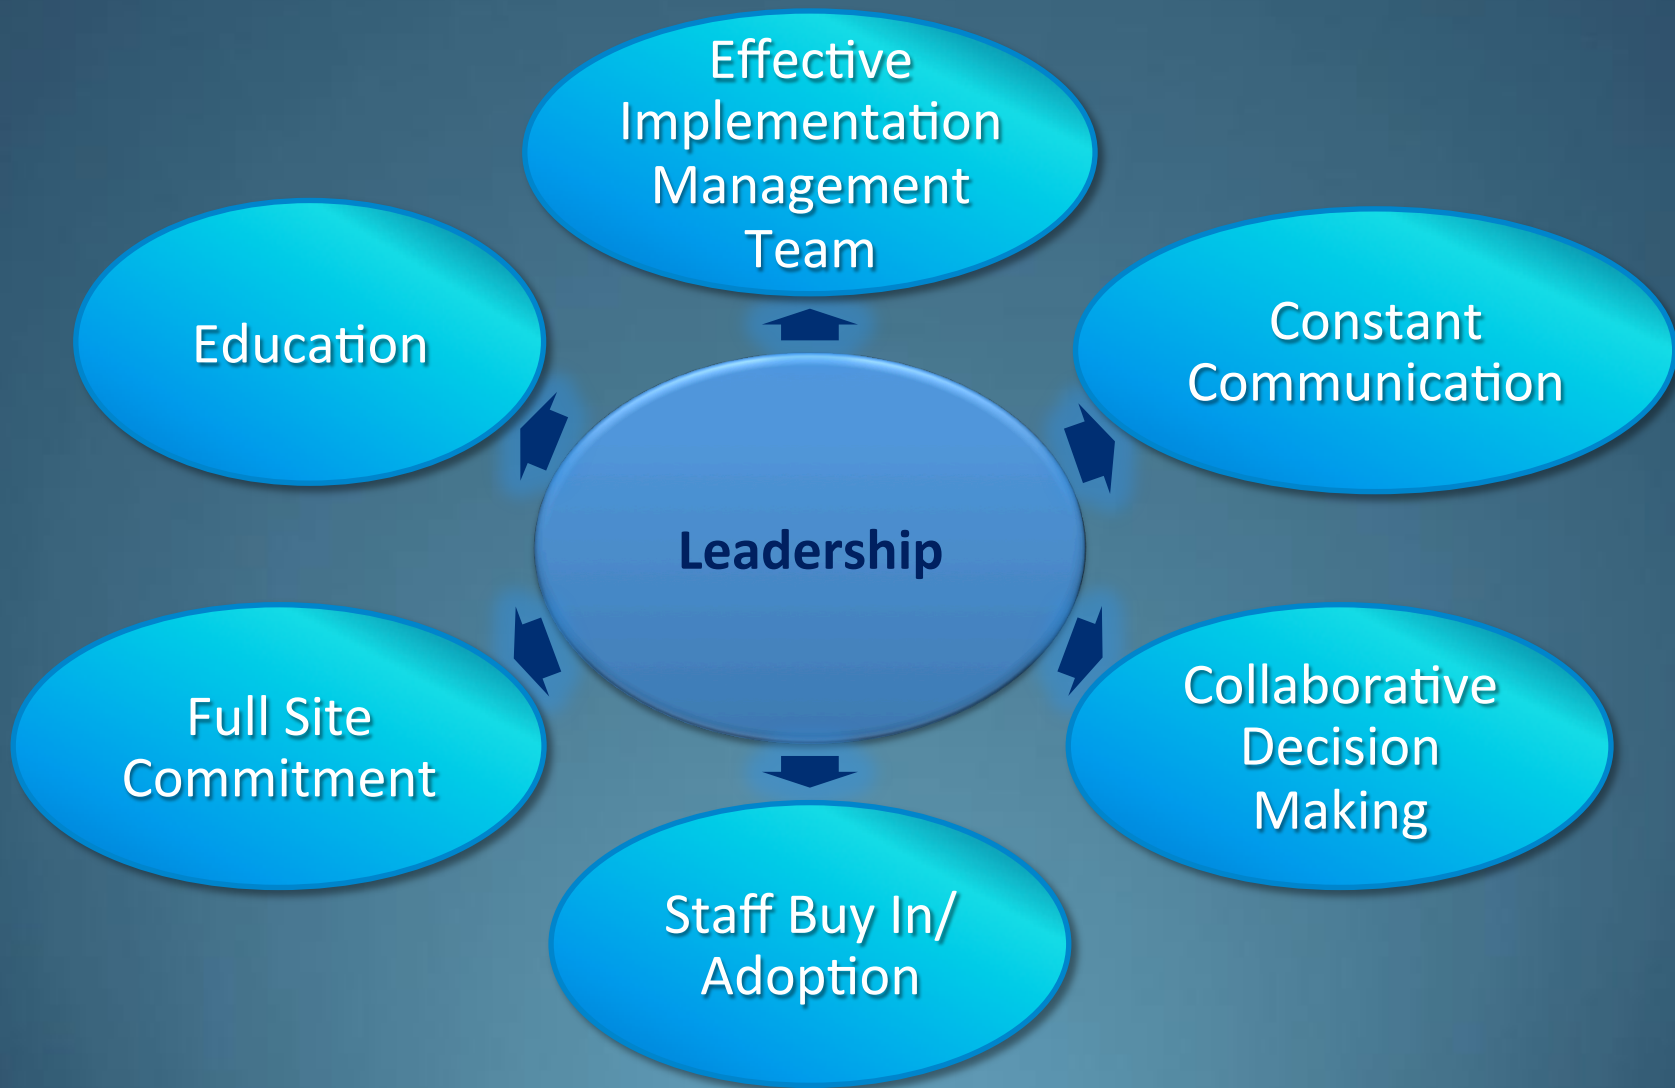 Effective
Implementation
Management
Team
Education
Constant
Communication
Leadership
Full Site
Commitment
Collaborative
Decision
Making
Staff Buy In/
Adoption